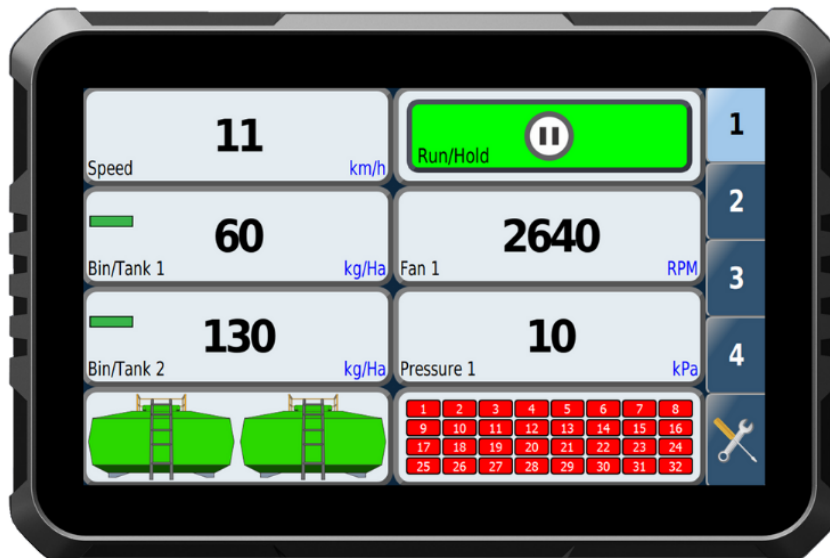 11
Speed km/h
Run/Hold
60
Bin/Tank 1 kg/Ha
2640
Fan 1 RPM
130
Bin/Tank 2 kg/Ha
10
Pressure 1 kPa
1 2 3 4 5 6 7 8
9 10 11 12 13 14 15 16
17 18 19 20 21 22 23 24
25 26 27 28 29 30 31 32
1
2
3
4